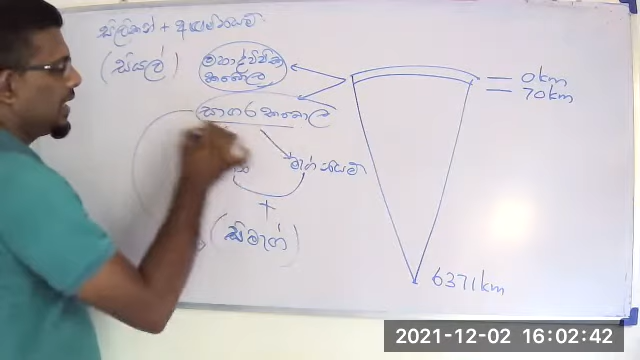 සිලිකන් + ඇලුමිනියම්
(සියල්)
මහාද්වීපික
කබොල
සාගර කබොල
0km
70km
මැග්නීසියම්
+
(සිමැග්)
6371km
2021-12-02 16:02:42